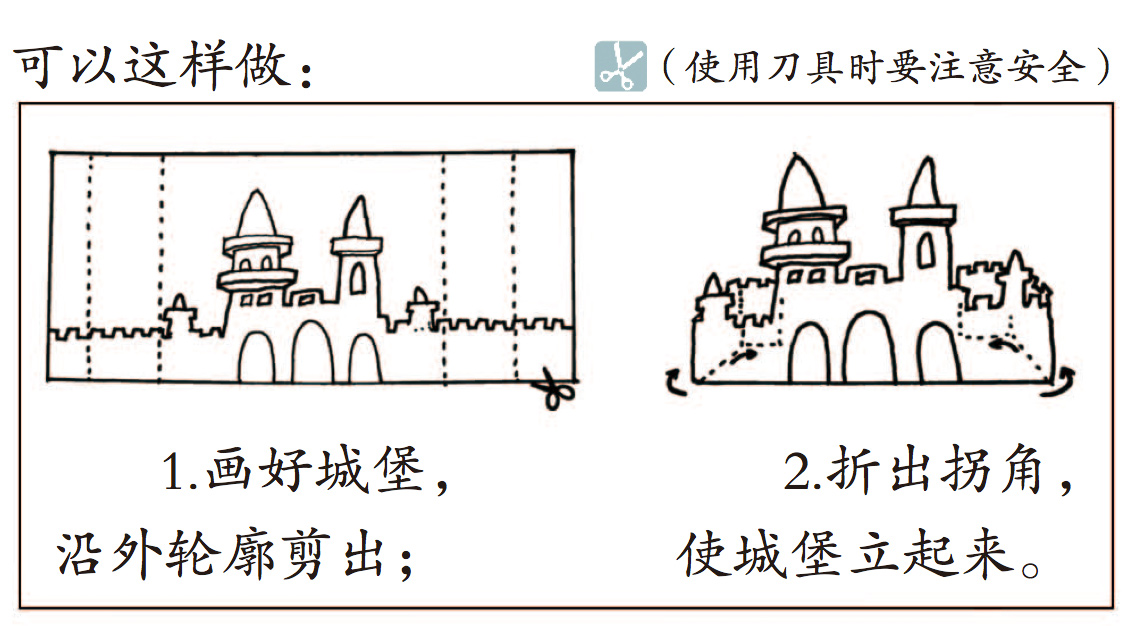 可以这样做：
（使用刀具时要注意安全）
1.画好城堡，
沿外轮廓剪出；
2.折出拐角，
使城堡立起来。